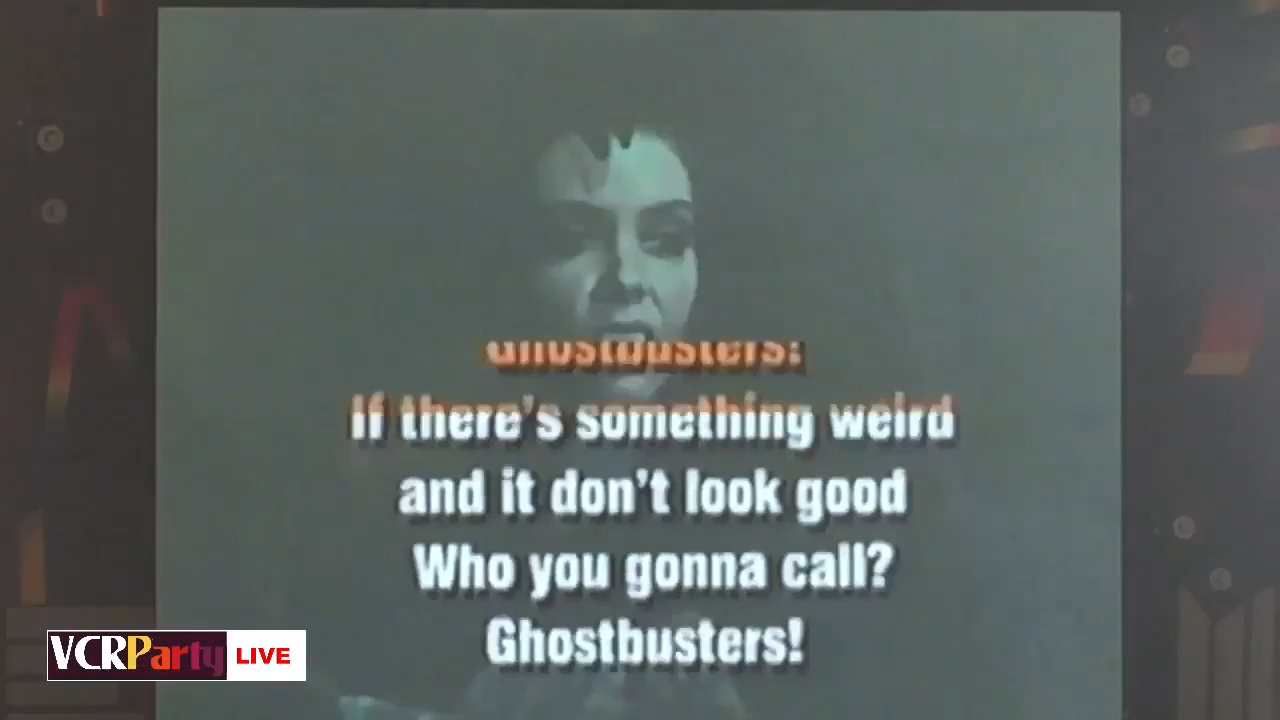 Ghostbusters!
If there's something weird
and it don't look good
Who you gonna call?
Ghostbusters!
VCRParty LIVE